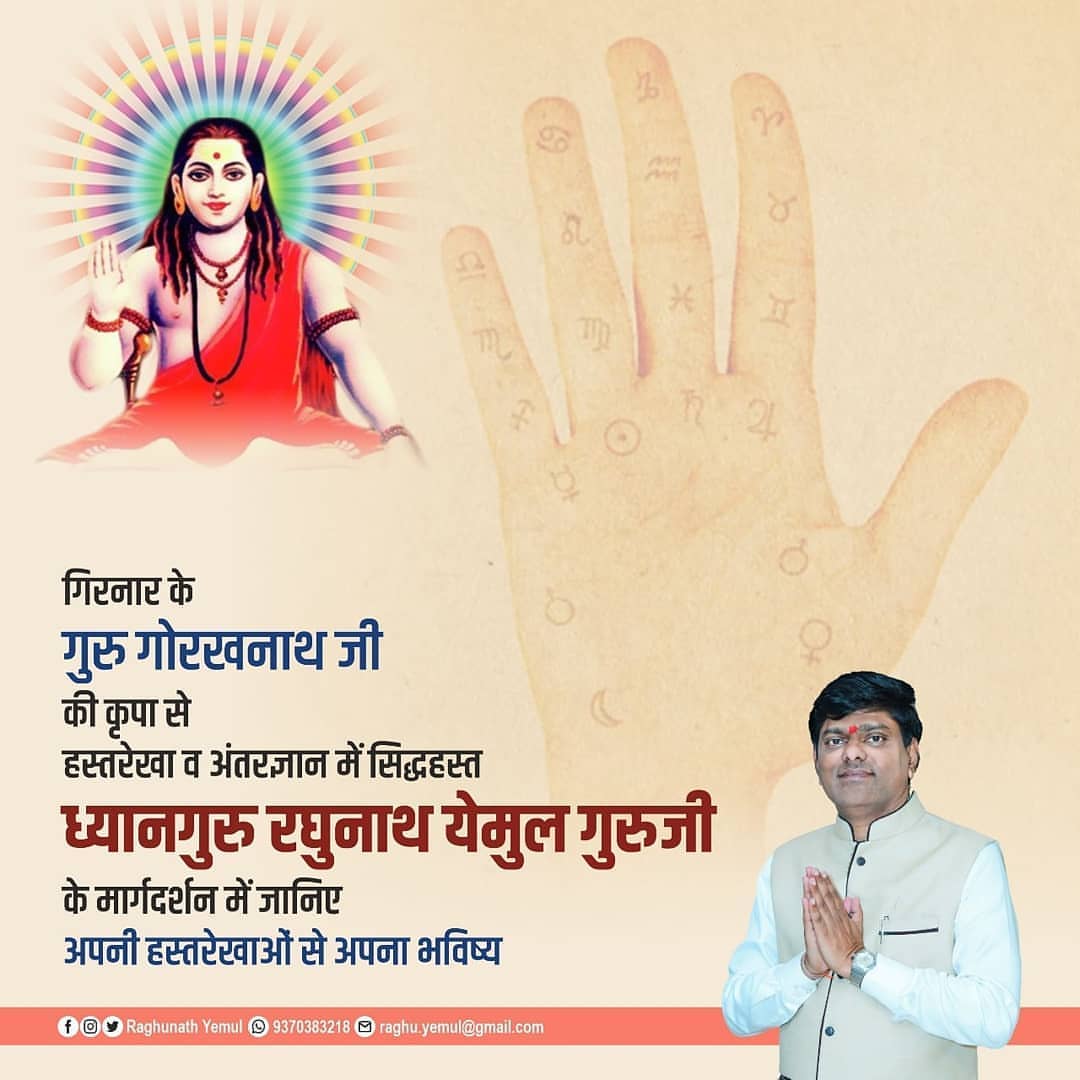 गिरनार के
गुरु गोरखनाथ जी
की कृपा से
हस्तरेखा व अंतरज्ञान में सिद्धहस्त
ध्यानगुरु रघुनाथ येमुल गुरुजी
के मार्गदर्शन में जानिए
अपनी हस्तरेखाओं से अपना भविष्य
Raghunath Yemul 9370383218 raghu.yemul@gmail.com